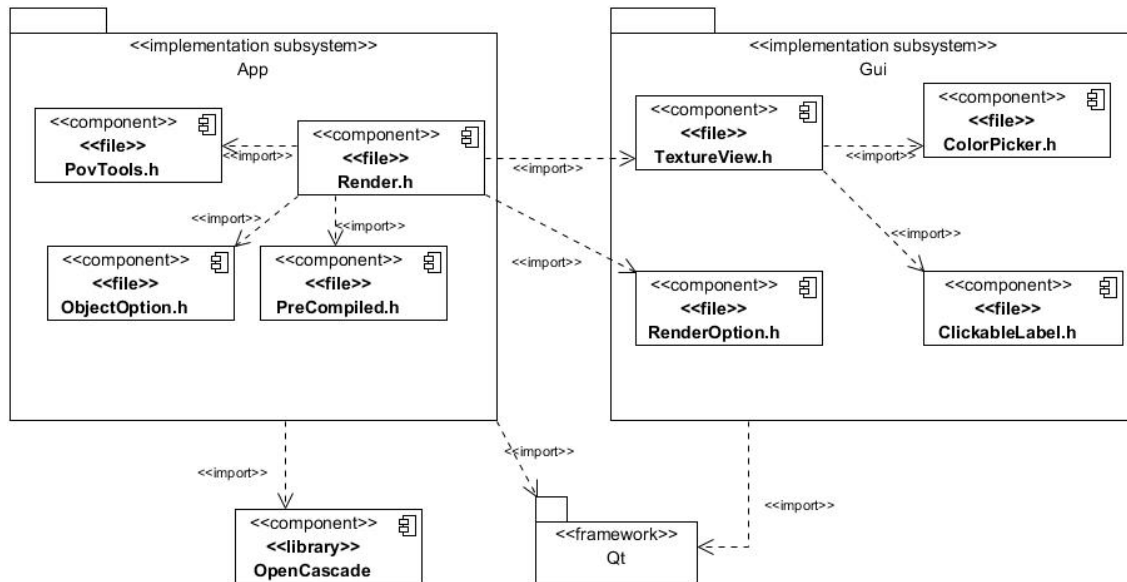 <<implementation subsystem>>
App
<<component>>
<<file>>
PovTools.h
<<import>>
<<component>>
<<file>>
Render.h
<<import>>
<<import>>
<<component>>
<<file>>
ObjectOption.h
<<component>>
<<file>>
PreCompiled.h
<<import>>
<<import>>
<<implementation subsystem>>
Gui
<<component>>
<<file>>
TextureView.h
<<import>>
<<component>>
<<file>>
ColorPicker.h
<<import>>
<<component>>
<<file>>
RenderOption.h
<<component>>
<<file>>
ClickableLabel.h
<<import>>
<<import>>
<<import>>
<<component>>
<<library>>
OpenCascade
<<framework>>
Qt